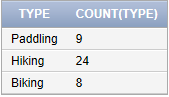 TYPE COUNT(TYPE)
Paddling 9
Hiking 24
Biking 8